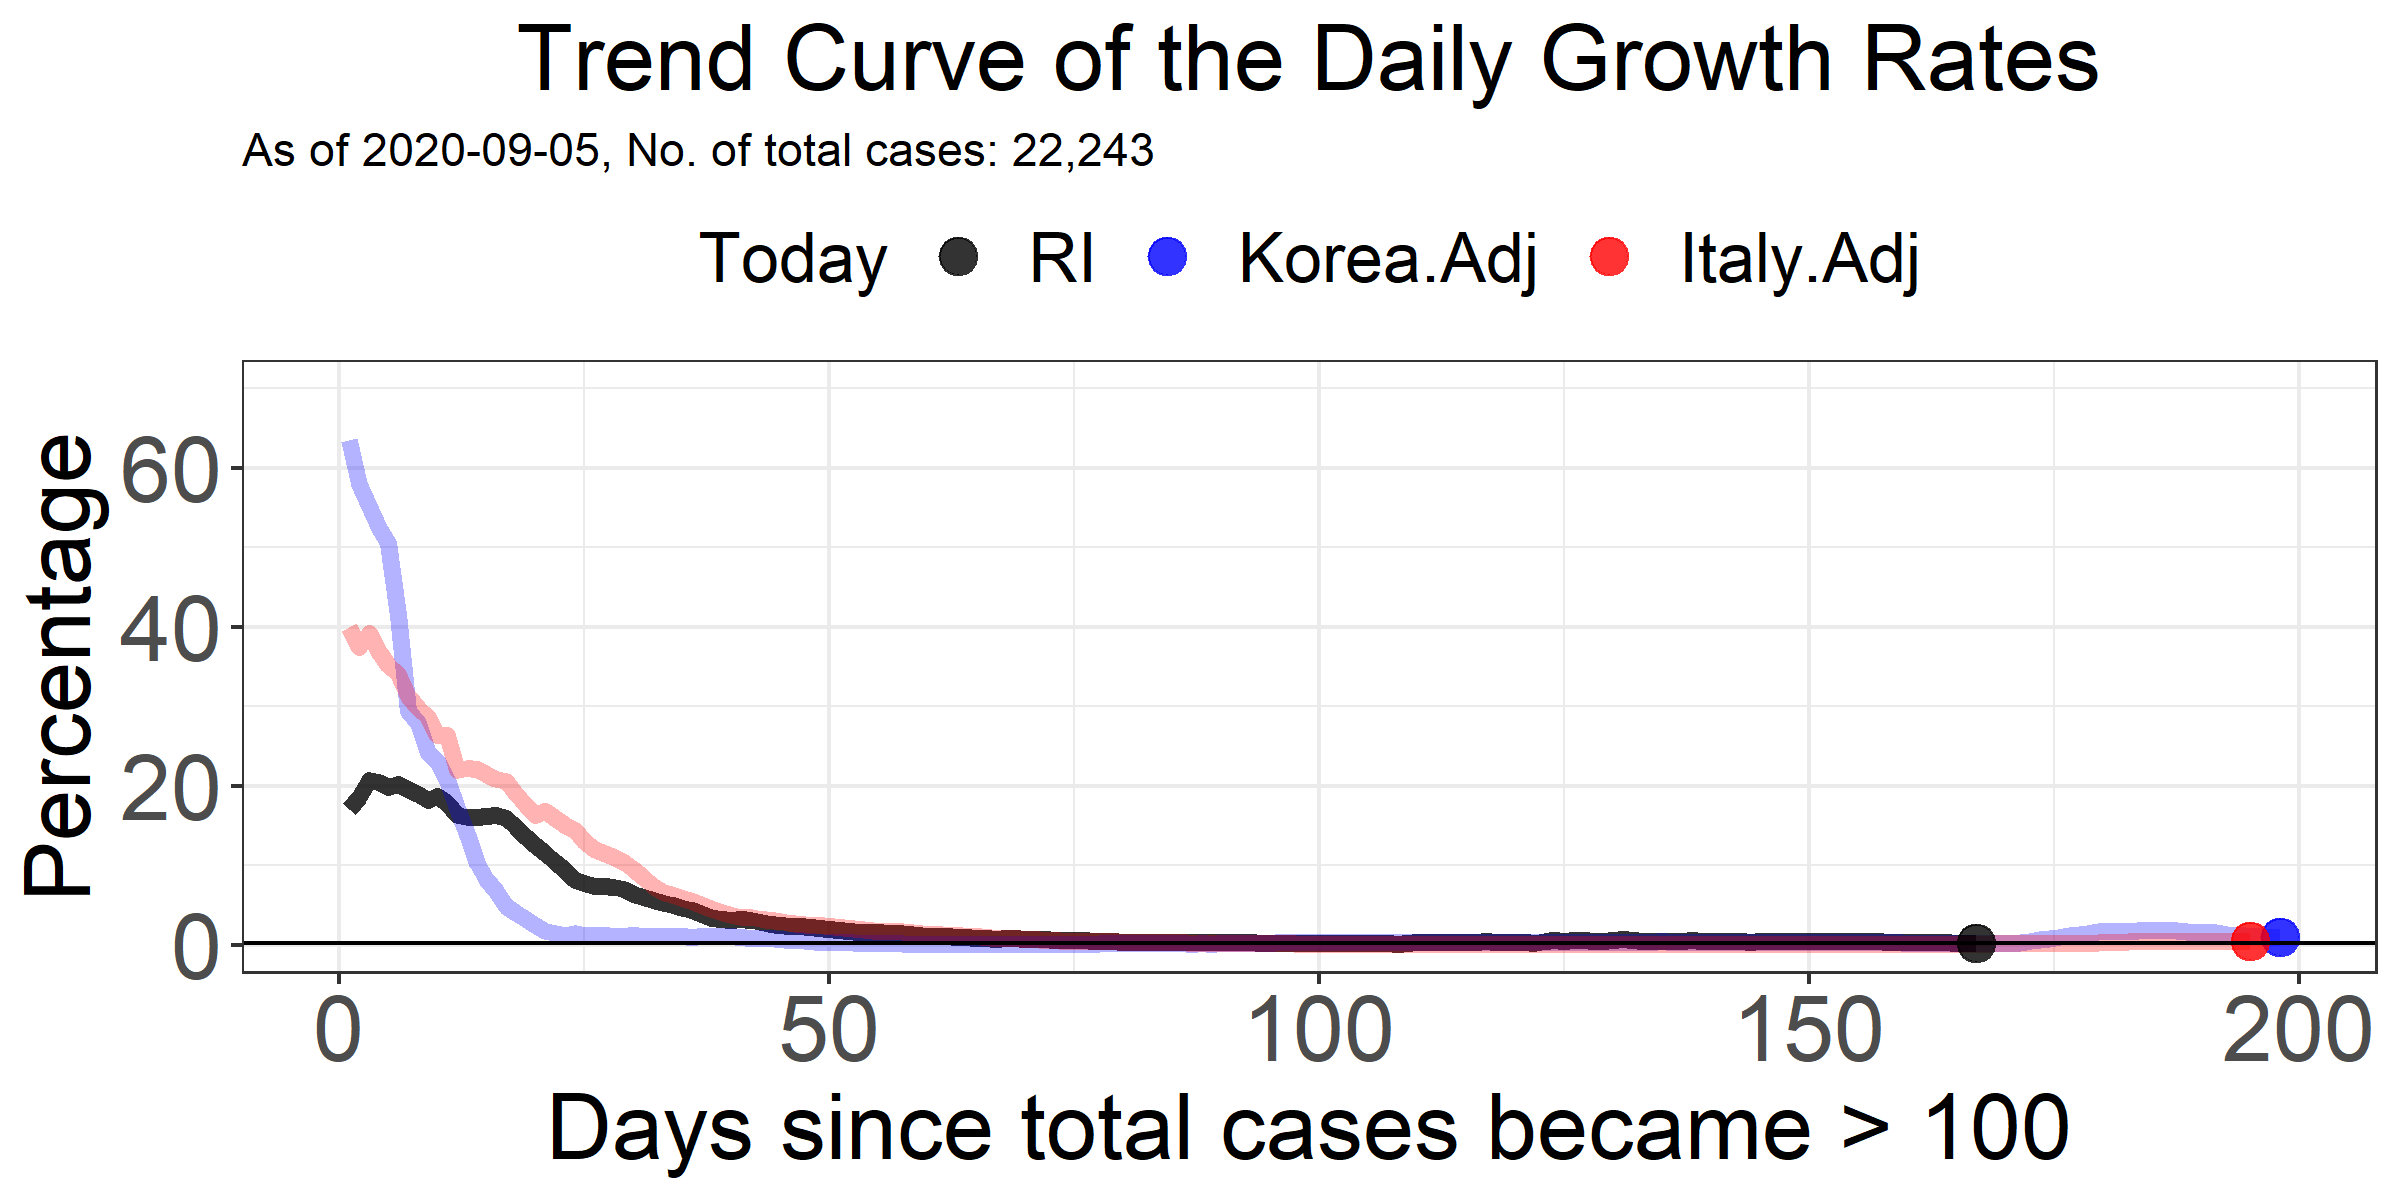 Trend Curve of the Daily Growth Rates
As of 2020-09-05, No. of total cases: 22,243
Today RI Korea.Adj Italy.Adj
Percentage
60
40
20
0
0 50 100 150 200
Days since total cases became > 100